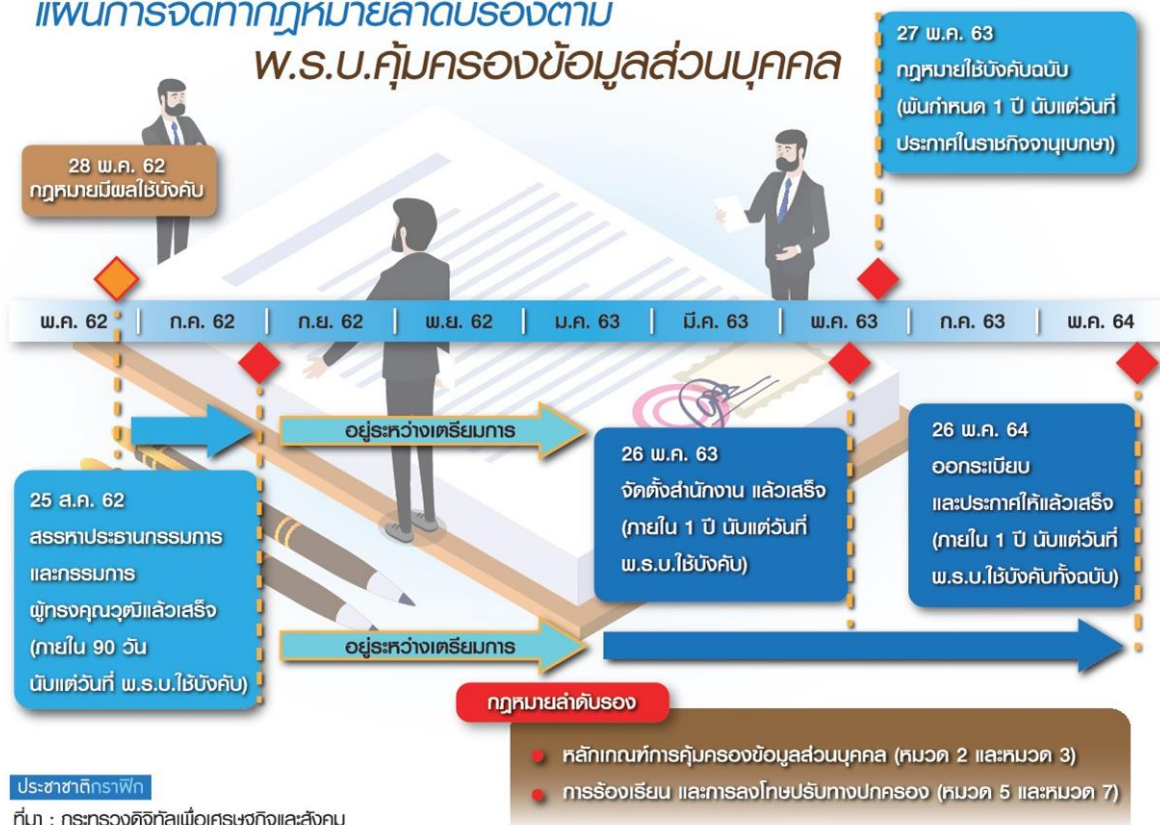 แผนการจัดทำกฎหมายลำดับรองตาม
พ.ร.บ.คุ้มครองข้อมูลส่วนบุคคล
27 พ.ค. 63
กฎหมายใช้บังคับฉบับ
(พ้นกำหนด 1 ปี นับแต่วันที่
ประกาศในราชกิจจานุเบกษา)
28 พ.ค. 62
กฎหมายมีผลใช้บังคับ
พ.ค. 62
ก.ค. 62
ก.ย. 62
พ.ย. 62
ม.ค. 63
มี.ค. 63
พ.ค. 63
ก.ค. 63
พ.ค. 64
อยู่ระหว่างเตรียมการ
25 ส.ค. 62
สรรหาประธานกรรมการ
และกรรมการ
ผู้ทรงคุณวุฒิแล้วเสร็จ
(ภายใน 90 วัน
นับแต่วันที่ พ.ร.บ.ใช้บังคับ)
26 พ.ค. 63
จัดตั้งสำนักงาน แล้วเสร็จ
(ภายใน 1 ปี นับแต่วันที่
พ.ร.บ.ใช้บังคับ)
26 พ.ค. 64
ออกระเบียบ
และประกาศให้แล้วเสร็จ
(ภายใน 1 ปี นับแต่วันที่
พ.ร.บ.ใช้บังคับทั้งฉบับ)
อยู่ระหว่างเตรียมการ
กฎหมายลำดับรอง
หลักเกณฑ์การคุ้มครองข้อมูลส่วนบุคคล (หมวด 2 และหมวด 3)
การร้องเรียน และการลงโทษปรับทางปกครอง (หมวด 5 และหมวด 7)
ประชาชาติกราฟิก
ที่มา : กระทรวงดิจิทัลเพื่อเศรษฐกิจและสังคม